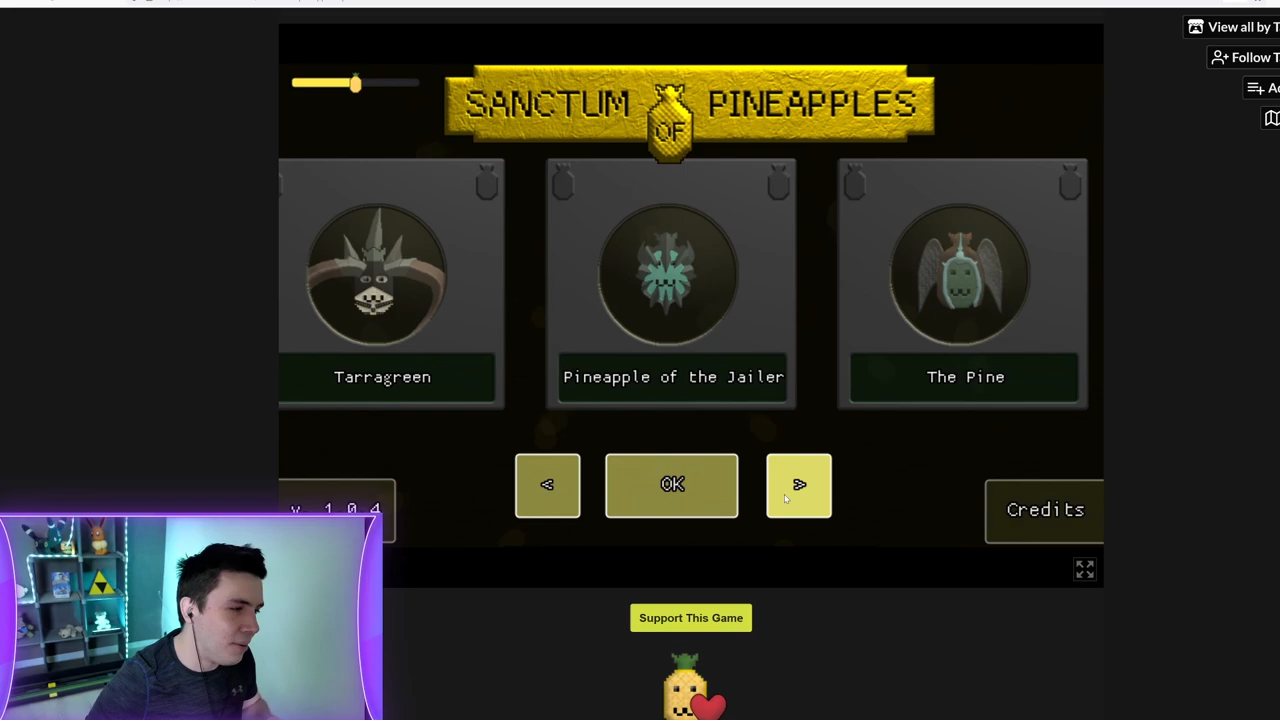 View all by T
Follow T
SANCTUM OF PINEAPPLES
Tarragreen
Pineapple of the Jailer
The Pine
<
OK
>
v. 1.0.4
Credits
Support This Game